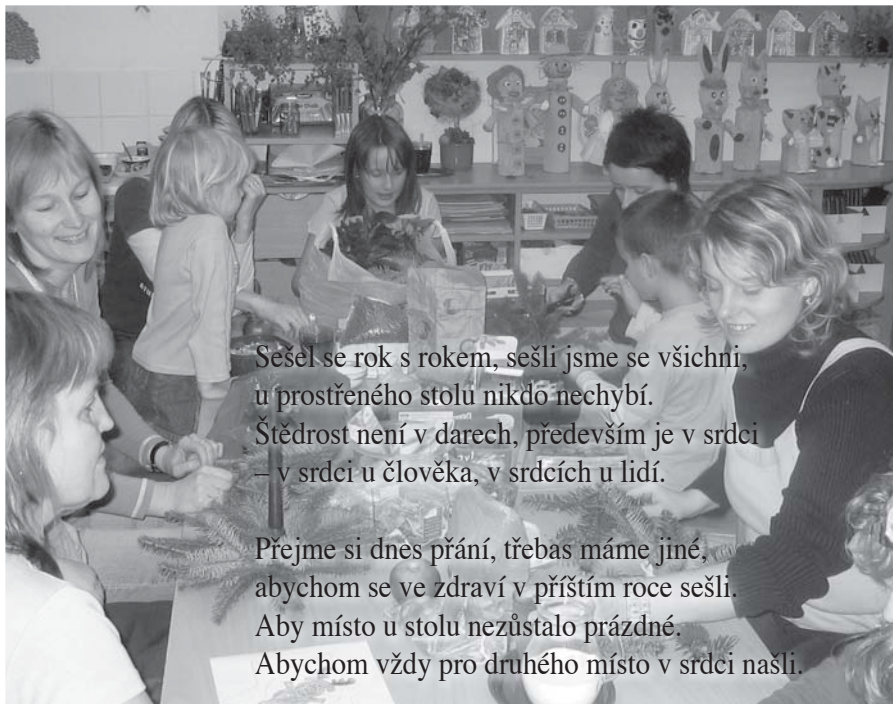 Sešel se rok s rokem, sešli jsme se všichni,
u prostřeného stolu nikdo nechybí.
Štědrost není v darech, především je v srdci
– v srdci u člověka, v srdcích u lidí.
Přejme si dnes přání, třebas máme jiné,
abychom se ve zdraví v příštím roce sešli.
Aby místo u stolu nezůstalo prázdné.
Abychom vždy pro druhého místo v srdci našli.